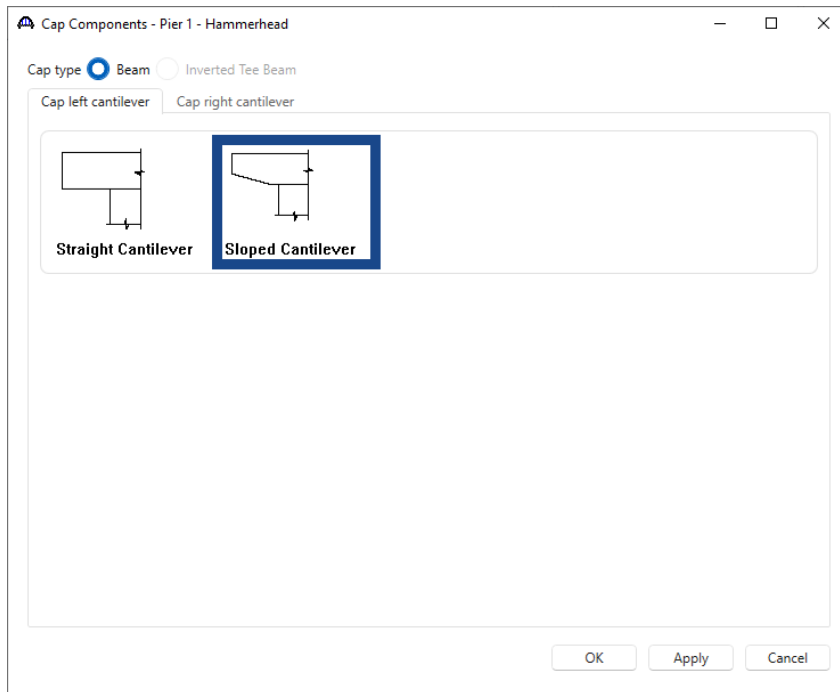 Cap Components - Pier 1 - Hammerhead
Cap type Beam Inverted Tee Beam
Cap left cantilever Cap right cantilever
Straight Cantilever Sloped Cantilever
OK Apply Cancel